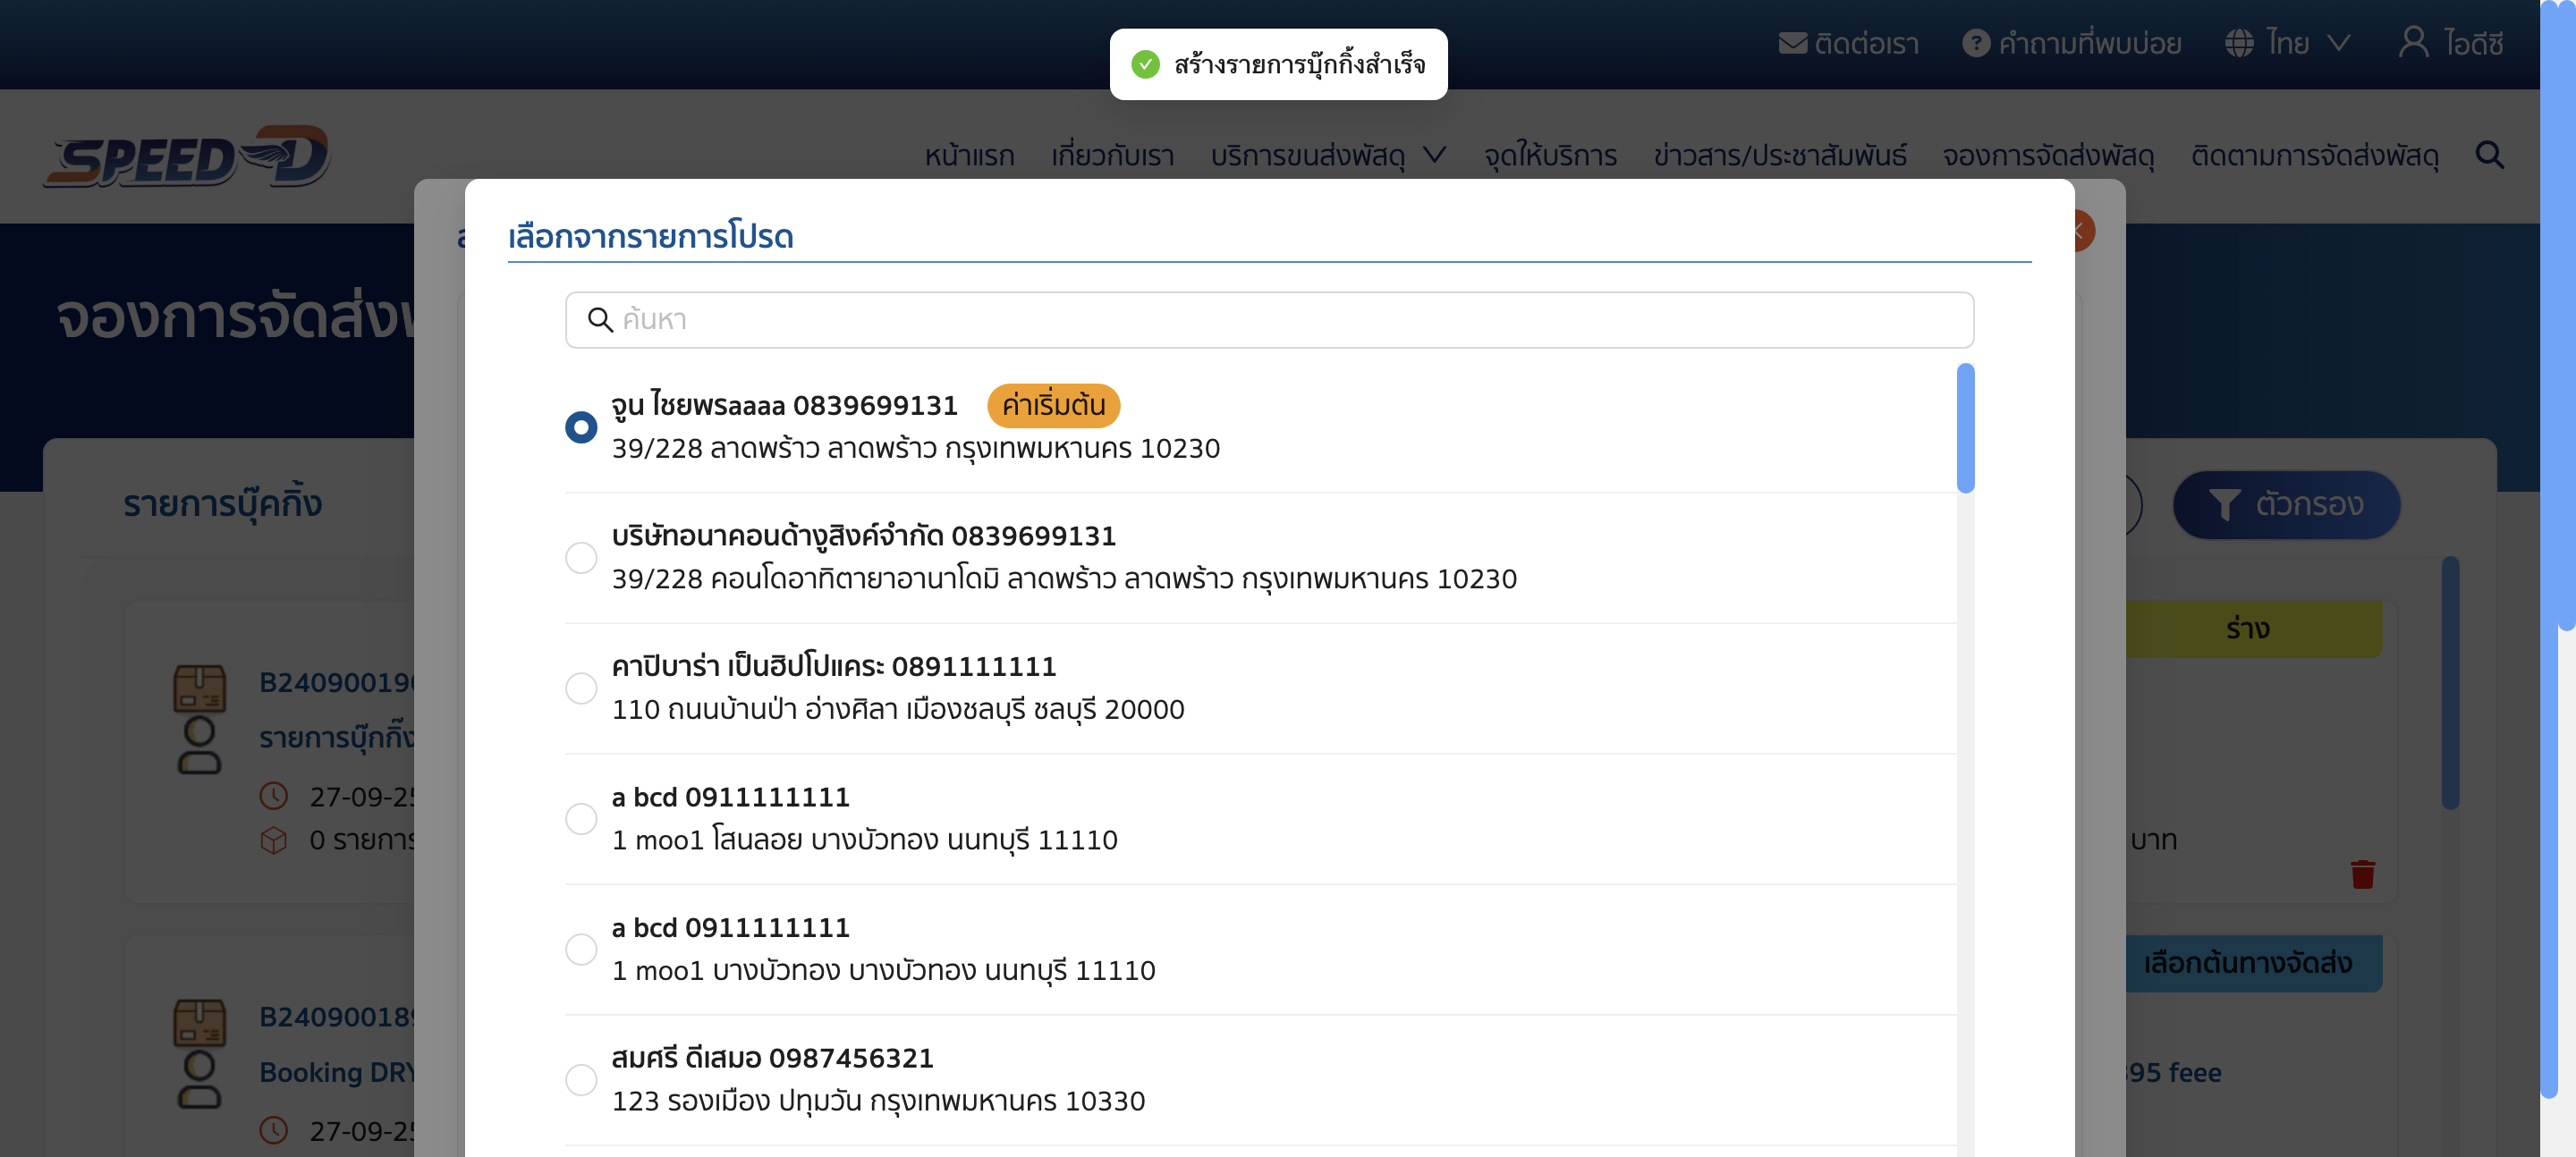 สร้างรายการบุ๊กกิ้งสำเร็จ
ติดต่อเรา
คำถามที่พบบ่อย
ไทย
ไอดีซี
SPEED-D
หน้าแรก
เกี่ยวกับเรา
บริการขนส่งพัสดุ
จุดให้บริการ
ข่าวสาร/ประชาสัมพันธ์
จองการจัดส่งพัสดุ
ติดตามการจัดส่งพัสดุ
เลือกจากรายการโปรด
จองการจัดส่ง
ค้นหา
จูน ไชยพรaaaa 0839699131
ค่าเริ่มต้น
39/228 ลาดพร้าว ลาดพร้าว กรุงเทพมหานคร 10230
บริษัทอนาคอนด้างูสิงค์จำกัด 0839699131
39/228 คอนโดอาทิตายาอานาโดมิ ลาดพร้าว ลาดพร้าว กรุงเทพมหานคร 10230
คาปิบาร่า เป็นฮิปโปแคระ 0891111111
110 ถนนบ้านป่า อ่างศิลา เมืองชลบุรี ชลบุรี 20000
a bcd 0911111111
1 moo1 โสนลอย บางบัวทอง นนทบุรี 11110
a bcd 0911111111
1 moo1 บางบัวทอง บางบัวทอง นนทบุรี 11110
สมศรี ดีเสมอ 0987456321
123 รองเมือง ปทุมวัน กรุงเทพมหานคร 10330
รายการบุ๊คกิ้ง
ตัวกรอง
ร่าง
B24090019
รายการบุ๊กกิ้ง
27-09-25
0 รายการ
บาท
เลือกต้นทางจัดส่ง
B24090018
Booking DRY
95 feee
27-09-25